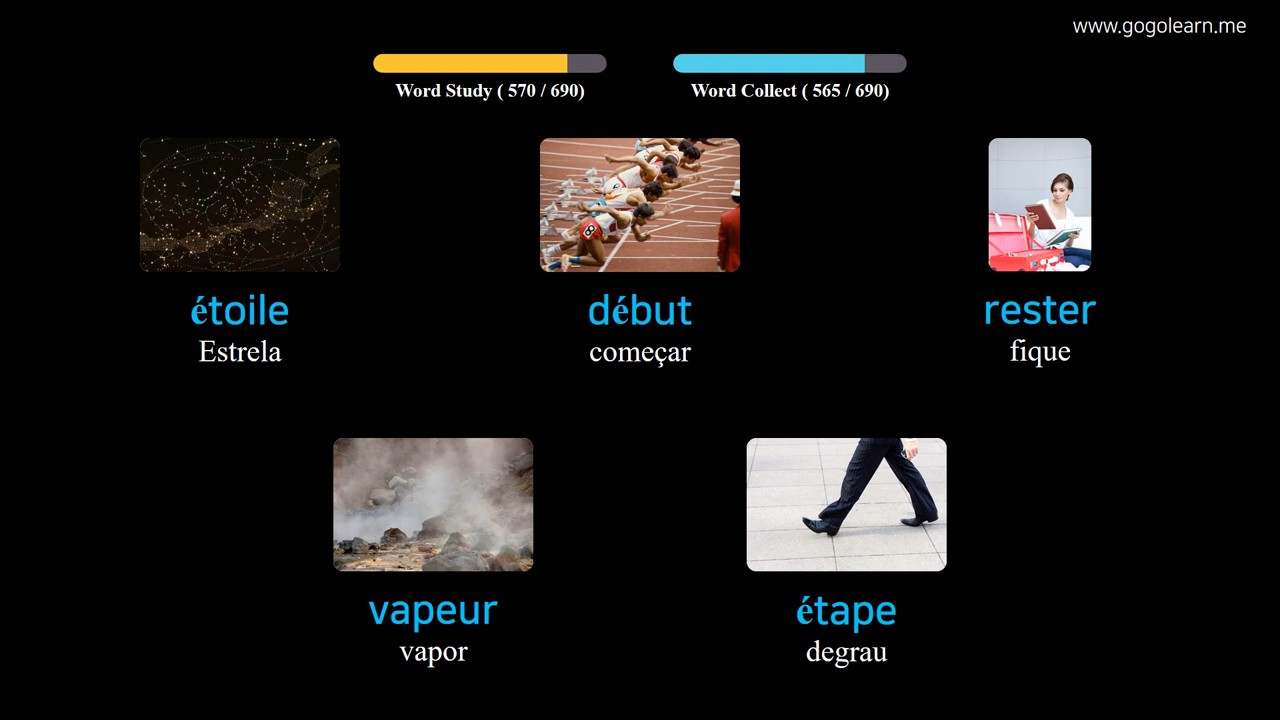 www.gogolearn.me
Word Study ( 570 / 690)
Word Collect ( 565 / 690)
étoile
Estrela
début
começar
rester
fique
vapeur
vapor
étape
degrau